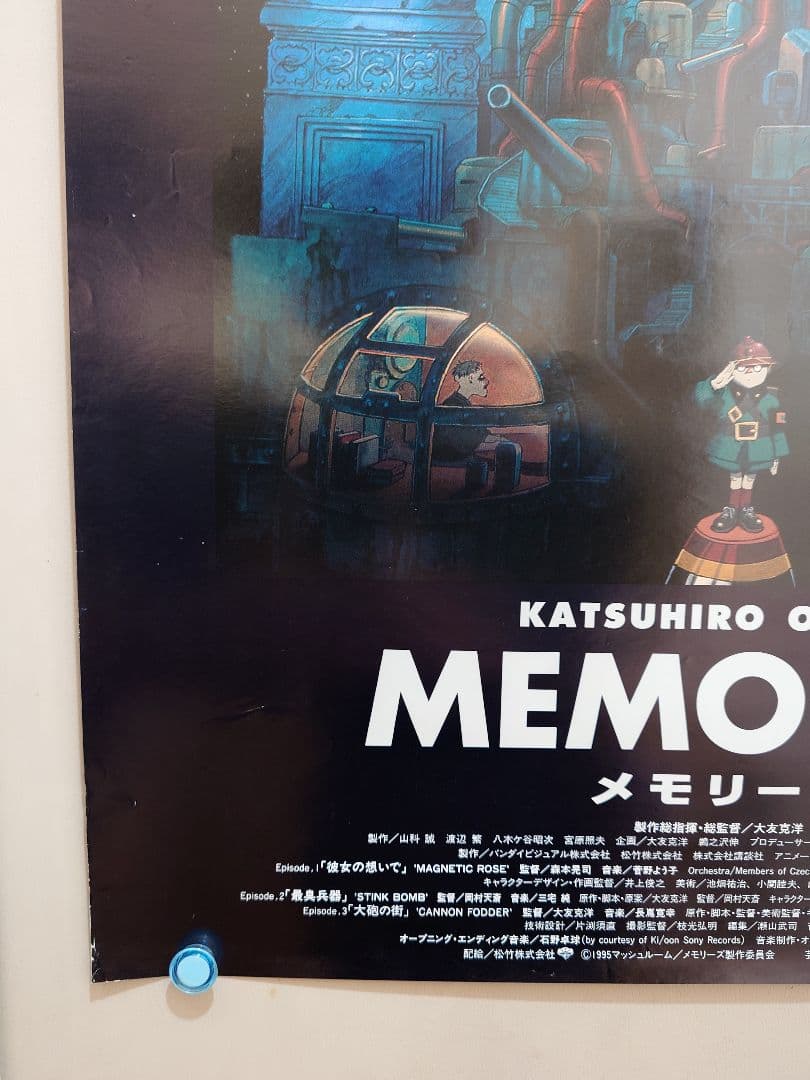 KATSUHIRO O
MEMO
メモリー
製作総指揮・総監督／大友克洋
製作／山科 誠 渡辺 繁 八木ケ谷昭次 宮原照夫 企画／大友克洋 鵜之沢伸 プロデューサー
製作／バンダイビジュアル株式会社 松竹株式会社 株式会社講談社 アニメー
Episode.1「彼女の想いで」'MAGNETIC ROSE' 監督／森本晃司 音楽／菅野よう子 Orchestra/Members of Czec
キャラクターデザイン・作画監督／井上俊之 美術／池畑祐治、小関睦夫、
Episode.2「最臭兵器」'STINK BOMB' 監督／岡村天斎 音楽／三宅 純 原作・脚本・原案／大友克洋 監督／岡村天斎 キャラクター
Episode.3「大砲の街」'CANNON FODDER' 監督／大友克洋 音楽／長嶌寛幸 原作・脚本・監督・美術監督・
技術設計／片渕須直 撮影監督／枝光弘明 編集／瀬山武司
オープニング・エンディング音楽／石野卓球(by courtesy of Ki/oon Sony Records) 音楽制作・オ
配給／松竹株式会社 ©1995マッシュルーム／メモリーズ製作委員会